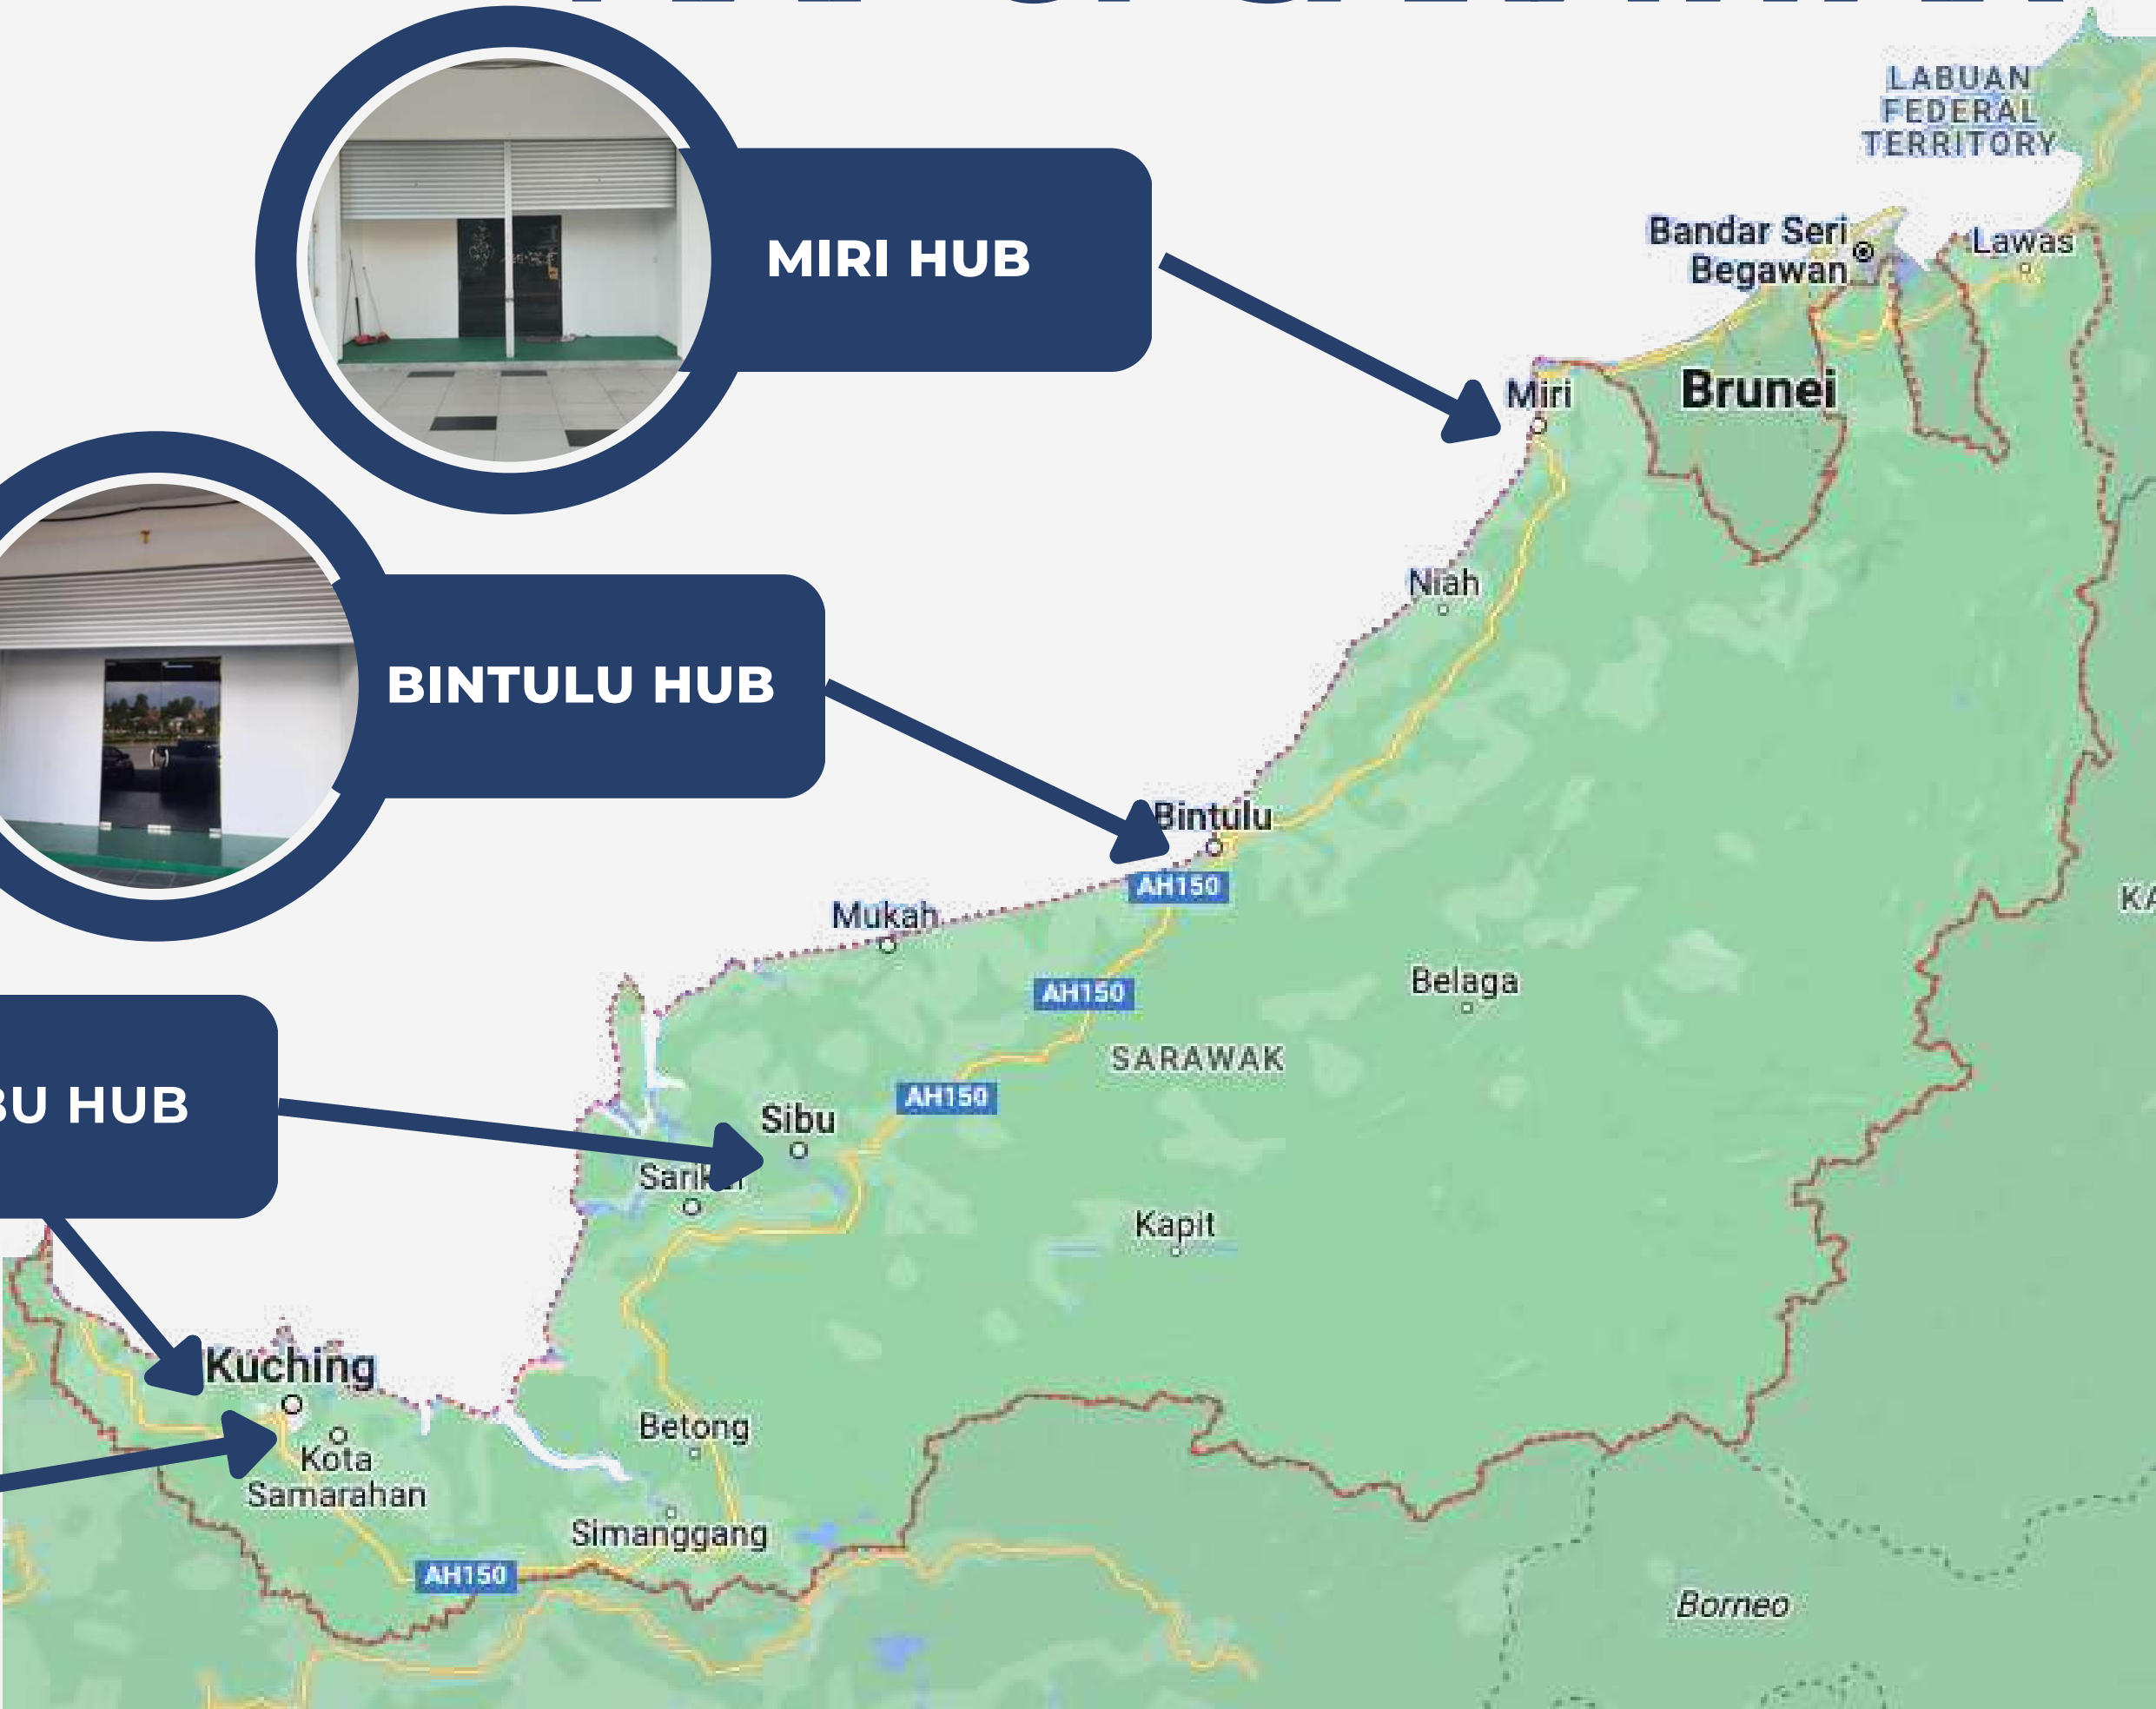 LABUAN
FEDERAL
TERRITORY
MIRI HUB
Bandar Seri
Begawan
Lawas
Miri
Brunei
Niah
BINTULU HUB
Bintulu
AH150
Mukah
AH150
Belaga
SARAWAK
AH150
BU HUB
Sibu
Kapit
Kuching
Betong
Kota
Samarahan
Simanggang
AH150
Borneo